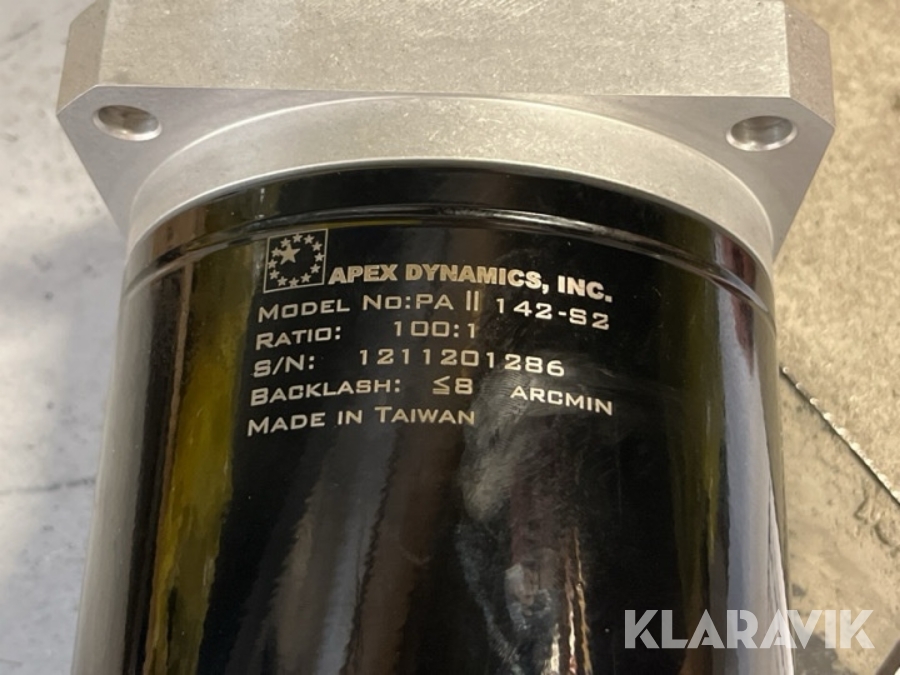 APEX DYNAMICS, INC.
MODEL NO:PA II 142-S2
RATIO: 100:1
S/N: 1211201286
BACKLASH: ≦8 ARCMIN
MADE IN TAIWAN
KLARAVIK